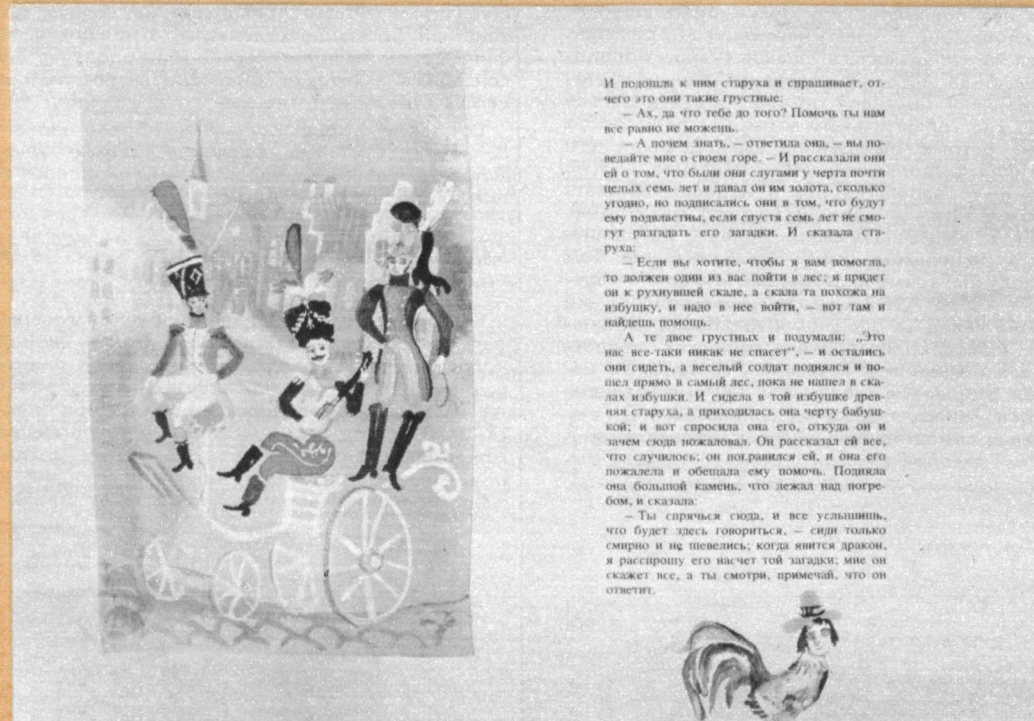 И подошла к ним старуха и спрашивает, от-
чего это они такие грустные:
— Ах, да что тебе до того? Помочь ты нам
все равно не можешь.
— А почем знать, — ответила она, — вы по-
ведайте мне о своем горе. — И рассказали они
ей о том, что были они слугами у черта почти
целых семь лет и давал он им золота, сколько
угодно, но подписались они в том, что будут
ему подвластны, если спустя семь лет не смо-
гут разгадать его загадки. И сказала ста-
руха:
— Если вы хотите, чтобы я вам помогла,
то должен один из вас пойти в лес; и придет
он к рухнувшей скале, а скала та похожа на
избушку, и надо в нее войти, — вот там и
найдешь помощь.
А те двое грустных и подумали: „Это
нас все-таки никак не спасет“, — и остались
они сидеть, а веселый солдат поднялся и по-
шел прямо в самый лес, пока не нашел в ска-
лах избушки. И сидела в той избушке древ-
няя старуха, а приходилась она черту бабуш-
кой; и вот спросила она его, откуда он и
зачем сюда пожаловал. Он рассказал ей все,
что случилось; он понравился ей, и она его
пожалела и обещала ему помочь. Подняла
она большой камень, что лежал над погре-
бом, и сказала:
— Ты спрячься сюда, и все услышишь,
что будет здесь говориться, — сиди только
смирно и не шевелись; когда явится дракон,
я расспрошу его насчет той загадки; мне он
скажет все, а ты смотри, примечай, что он
ответит.